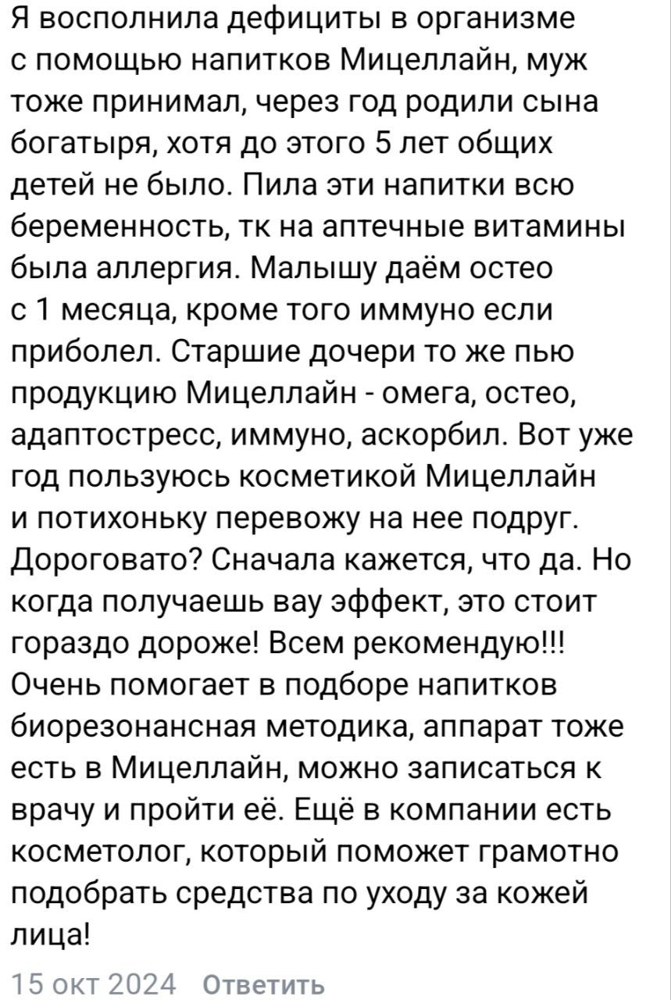 Я восполнила дефициты в организме
с помощью напитков Мицеллайн, муж
тоже принимал, через год родили сына
богатыря, хотя до этого 5 лет общих
детей не было. Пила эти напитки всю
беременность, тк на аптечные витамины
была аллергия. Малышу даём остео
с 1 месяца, кроме того иммуно если
приболел. Старшие дочери то же пью
продукцию Мицеллайн - омега, остео,
адаптостресс, иммуно, аскорбил. Вот уже
год пользуюсь косметикой Мицеллайн
и потихоньку перевожу на нее подруг.
Дороговато? Сначала кажется, что да. Но
когда получаешь вау эффект, это стоит
гораздо дороже! Всем рекомендую!!!
Очень помогает в подборе напитков
биорезонансная методика, аппарат тоже
есть в Мицеллайн, можно записаться к
врачу и пройти её. Ещё в компании есть
косметолог, который поможет грамотно
подобрать средства по уходу за кожей
лица!
15 окт 2024 Ответить